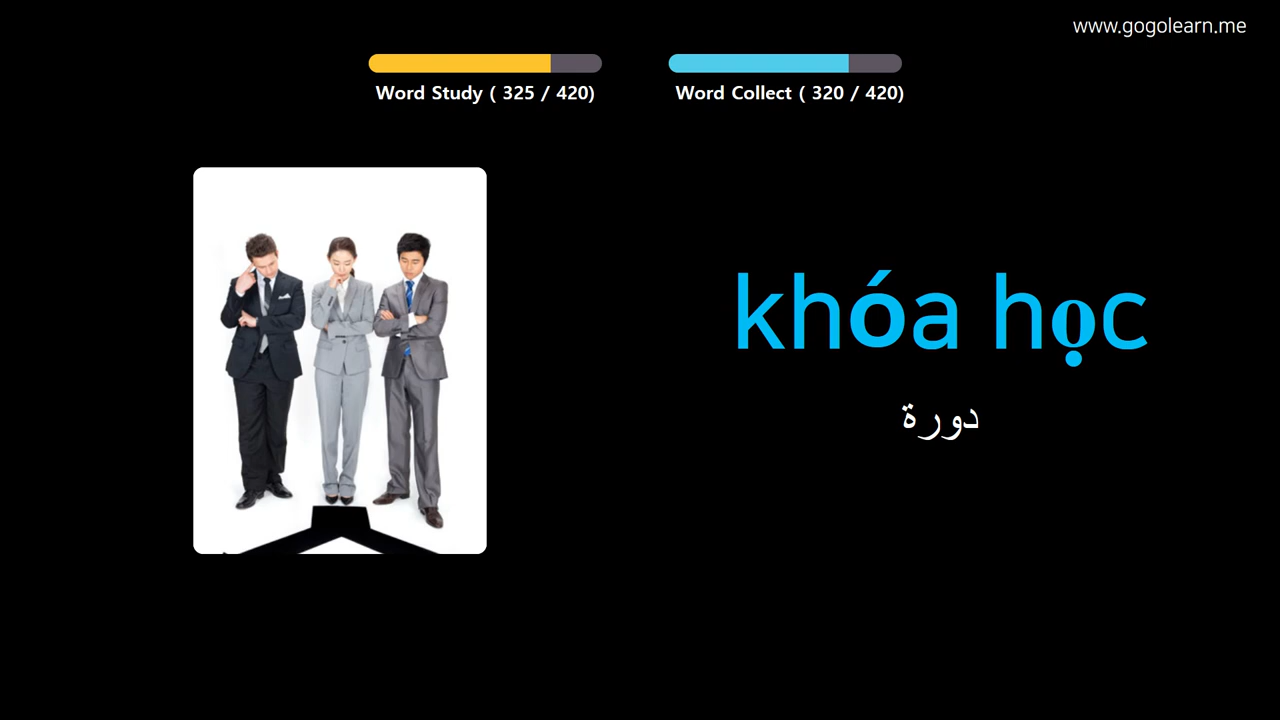 www.gogolearn.me
Word Study ( 325 / 420)
Word Collect ( 320 / 420)
khóa học
دورة